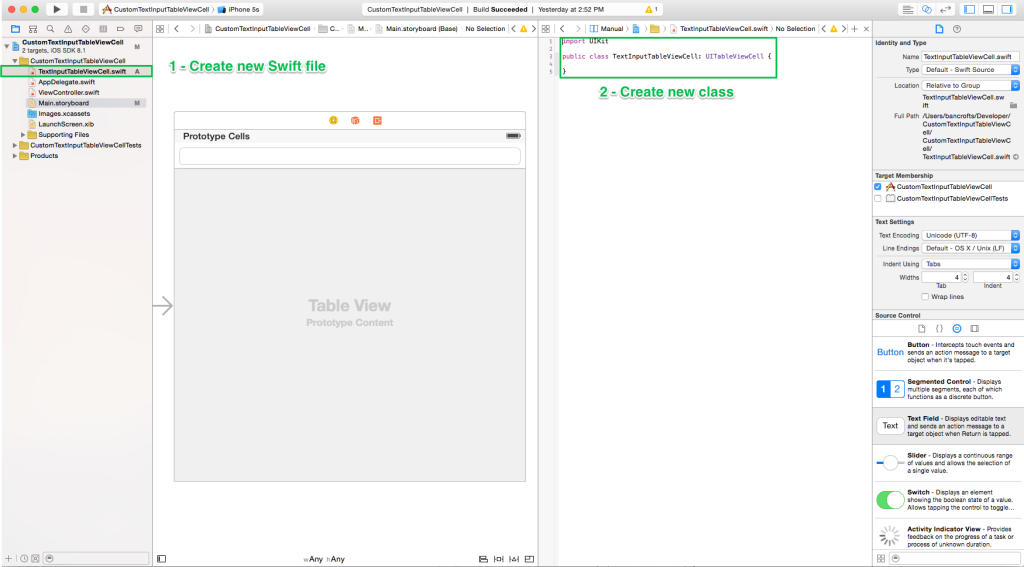 CustomTextInputTableViewCell
iPhone 5s
CustomTextInputTableViewCell | Build Succeeded | Yesterday at 2:52 PM
1
CustomTextInputTableViewCell
2 targets, iOS SDK 8.1
M
CustomTextInputTableViewCell
TextInputTableViewCell.swift A
AppDelegate.swift
ViewController.swift
Main.storyboard M
Images.xcassets
LaunchScreen.xib
Supporting Files
CustomTextInputTableViewCellTests
Products
C...
M...
Main.storyboard (Base)
No Selection
1 - Create new Swift file
Prototype Cells
Table View
Prototype Content
wAny hAny
Manual
TextInputTableViewCell.swift
No Selection
1 import UIKit
2
3 public class TextInputTableViewCell: UITableViewCell {
4
5 }
2 - Create new class
Identity and Type
Name TextInputTableViewCell.swift
Type Default - Swift Source
Location Relative to Group
TextInputTableViewCell.sw
ift
Full Path /Users/bancrofts/Developer/
CustomTextInputTableViewC
ell/
CustomTextInputTableViewC
ell/
TextInputTableViewCell.swift
Target Membership
CustomTextInputTableViewCell
CustomTextInputTableViewCellTests
Text Settings
Text Encoding Unicode (UTF-8)
Line Endings Default - OS X / Unix (LF)
Indent Using Tabs
Widths 4 4
Tab Indent
Wrap lines
Source Control
Button
Button - Intercepts touch events and
sends an action message to a target
object when it's tapped.
1 2
Segmented Control - Displays
multiple segments, each of which
functions as a discrete button.
Text
Text Field - Displays editable text
and sends an action message to a
target object when Return is tapped.
Slider - Displays a continuous range
of values and allows the selection of
a single value.
Switch - Displays an element
showing the boolean state of a value.
Allows tapping the control to toggle...
Activity Indicator View - Provides
feedback on the progress of a task or
process of unknown duration.